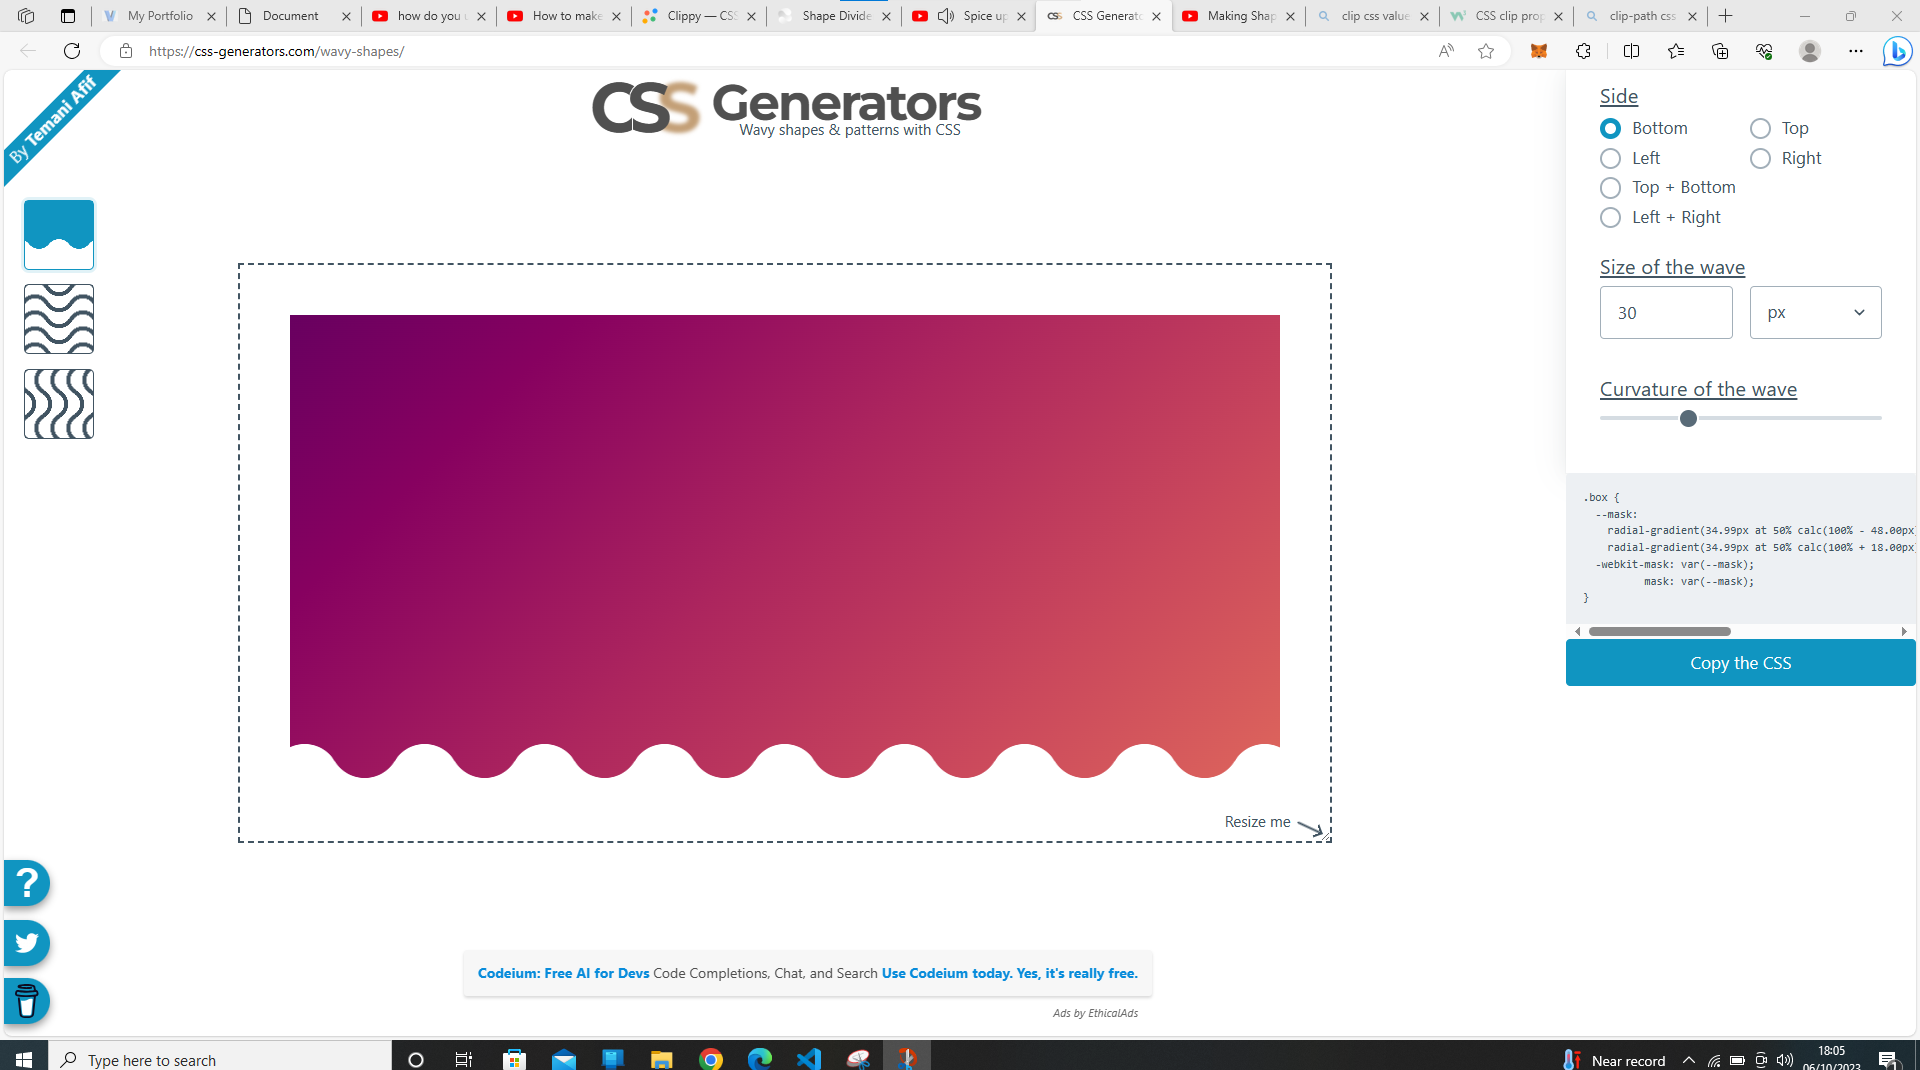 My Portfolio
Document
how do you
How to make
Clippy — CSS
Shape Divide
Spice up
CSS Generato
Making Shap
clip css value
CSS clip prop
clip-path css
https://css-generators.com/wavy-shapes/
By Temani Afif
CSS Generators
Wavy shapes & patterns with CSS
Side
Bottom
Top
Left
Right
Top + Bottom
Left + Right
Size of the wave
30
px
Curvature of the wave
.box {
--mask:
radial-gradient(34.99px at 50% calc(100% - 48.00px)
radial-gradient(34.99px at 50% calc(100% + 18.00px)
-webkit-mask: var(--mask);
mask: var(--mask);
}
Copy the CSS
Resize me
?
Codeium: Free AI for Devs Code Completions, Chat, and Search Use Codeium today. Yes, it's really free.
Ads by EthicalAds
Type here to search
Near record
18:05
06/10/2023
1